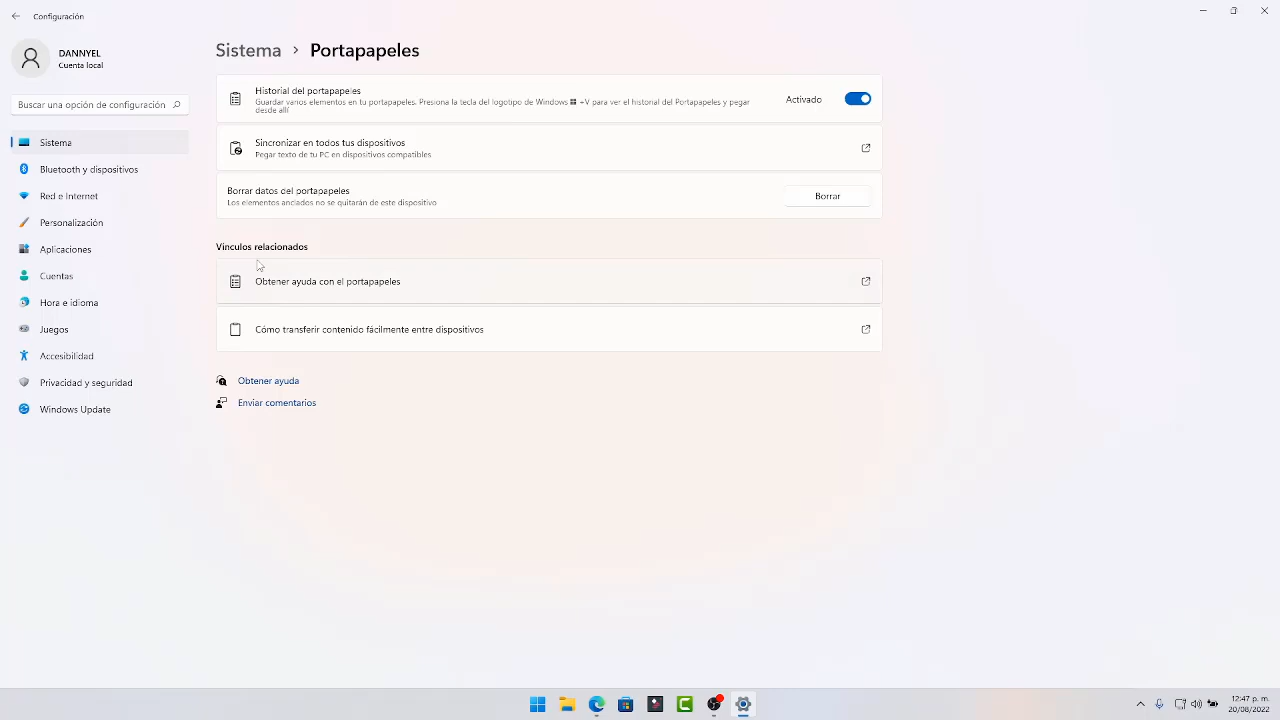 Configuración
DANNYEL
Cuenta local
Buscar una opción de configuración
Sistema
Bluetooth y dispositivos
Red e Internet
Personalización
Aplicaciones
Cuentas
Hora e idioma
Juegos
Accesibilidad
Privacidad y seguridad
Windows Update
Sistema > Portapapeles
Historial del portapapeles
Guardar varios elementos en tu portapapeles. Presiona la tecla del logotipo de Windows +V para ver el historial del Portapapeles y pegar
desde allí
Activado
Sincronizar en todos tus dispositivos
Pegar texto de tu PC en dispositivos compatibles
Borrar datos del portapapeles
Los elementos anclados no se quitarán de este dispositivo
Borrar
Vínculos relacionados
Obtener ayuda con el portapapeles
Cómo transferir contenido fácilmente entre dispositivos
Obtener ayuda
Enviar comentarios
12:47 p. m.
20/08/2022